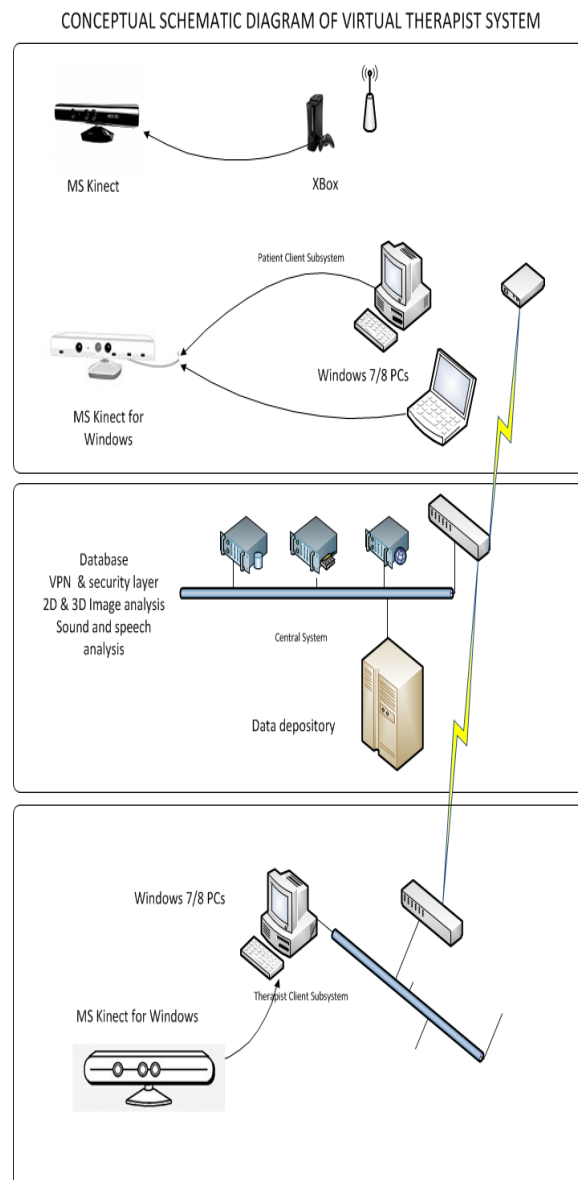 CONCEPTUAL SCHEMATIC DIAGRAM OF VIRTUAL THERAPIST SYSTEM
MS Kinect
XBox
Patient Client Subsystem
Windows 7/8 PCs
MS Kinect for
Windows
Database
VPN & security layer
2D & 3D Image analysis
Sound and speech
analysis
Central System
Data depository
Windows 7/8 PCs
Therapist Client Subsystem
MS Kinect for Windows